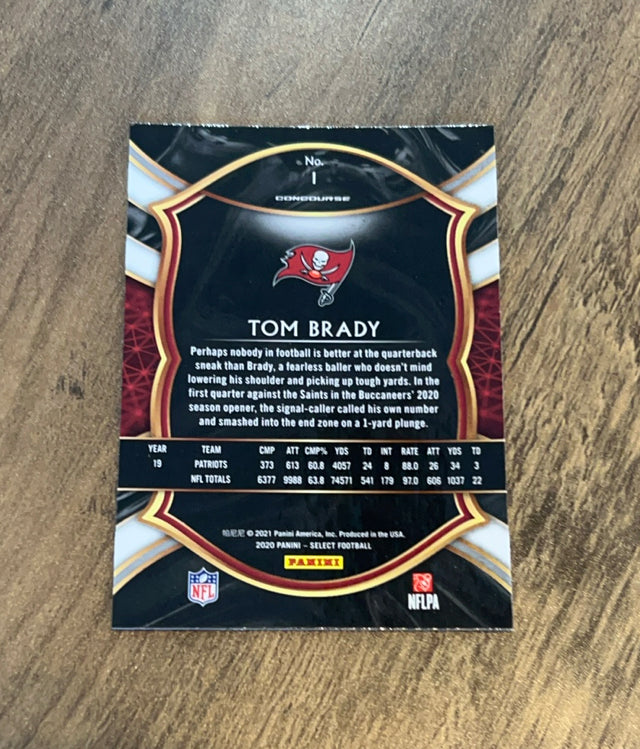 No.
1
CONCOURSE
TOM BRADY
Perhaps nobody in football is better at the quarterback
sneak than Brady, a fearless baller who doesn't mind
lowering his shoulder and picking up tough yards. In the
first quarter against the Saints in the Buccaneers' 2020
season opener, the signal-caller called his own number
and smashed into the end zone on a 1-yard plunge.
YEAR TEAM CMP ATT CMP% YDS TD INT RATE ATT YDS TD
19 PATRIOTS 373 613 60.8 4057 24 8 88.0 26 34 3
NFL TOTALS 6377 9988 63.8 74571 541 179 97.0 606 1037 22
帕尼尼 © 2021 Panini America, Inc. Produced in the USA.
2020 PANINI – SELECT FOOTBALL
PANINI
NFL
NFLPA